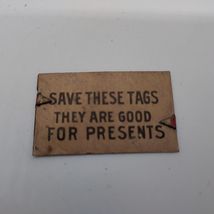 SAVE THESE TAGS
THEY ARE GOOD
FOR PRESENTS